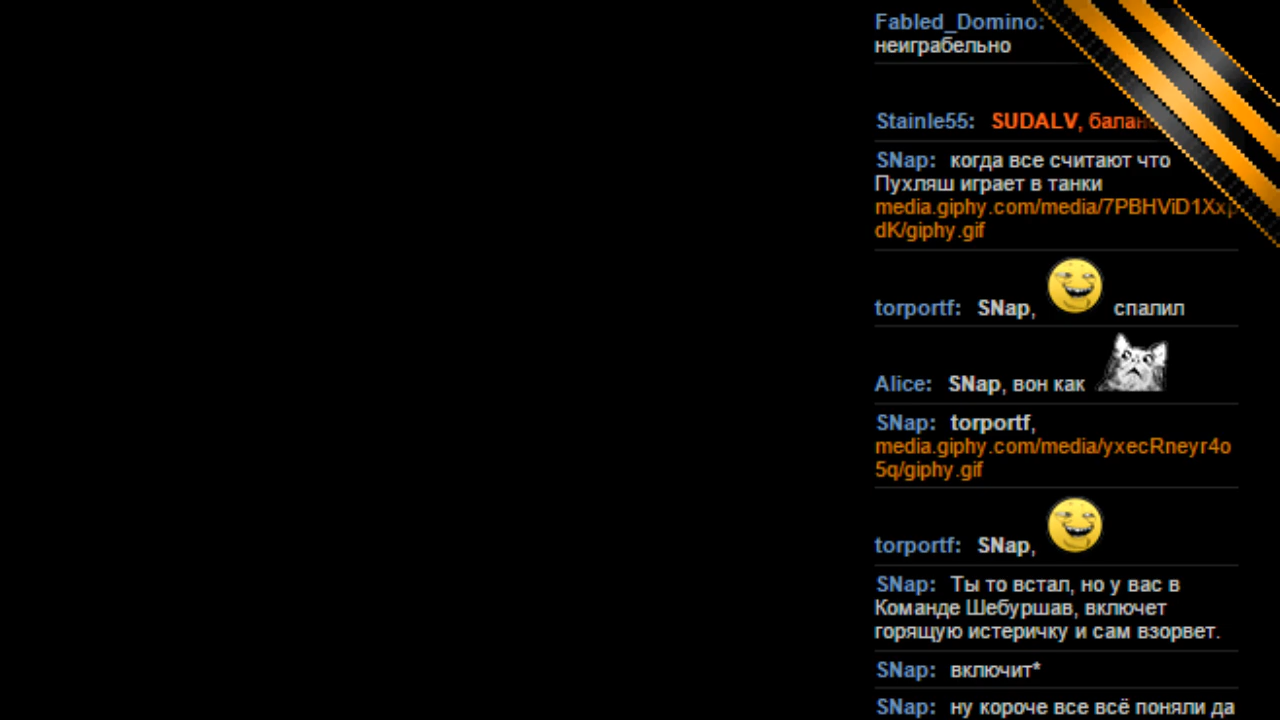 Fabled_Domino:
неиграбельно
Stainle55: SUDALV,
SNap: когда все считают что
Пухляш играет в танки
media.giphy.com/media/7PBHViD1Xxp
dK/giphy.gif
torportf: SNap, спалил
Alice: SNap, вон как
SNap: torportf,
media.giphy.com/media/yxecRneyr4o
5q/giphy.gif
torportf: SNap,
SNap: Ты то встал, но у вас в
Команде Шебуршав, включет
горящую истеричку и сам взорвет.
SNap: включит*
SNap: ну короче все всё поняли да